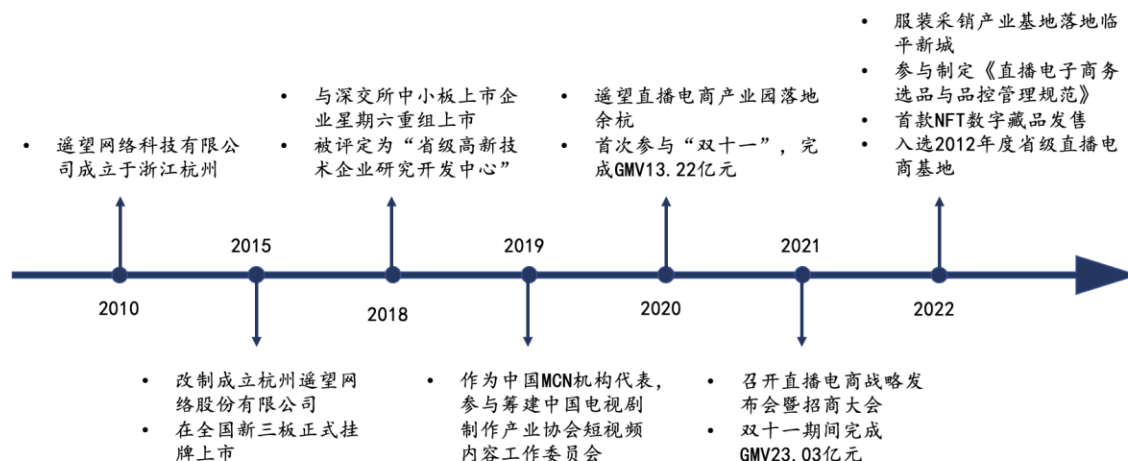 遥望网络科技有限公
司成立于浙江杭州
2010
2015
改制成立杭州遥望网
络股份有限公司
在全国新三板正式挂
牌上市
与深交所中小板上市企
业星期六重组上市
被评定为“省级高新技
术企业研究开发中心”
2018
2019
作为中国MCN机构代表，
参与筹建中国电视剧
制作产业协会短视频
内容工作委员会
遥望直播电商产业园落地
余杭
首次参与“双十一”，完
成GMV13.22亿元
2020
2021
召开直播电商战略发
布会暨招商大会
双十一期间完成
GMV23.03亿元
服装采销产业基地落地临
平新城
参与制定《直播电子商务
选品与品控管理规范》
首款NFT数字藏品发售
入选2012年度省级直播电
商基地
2022